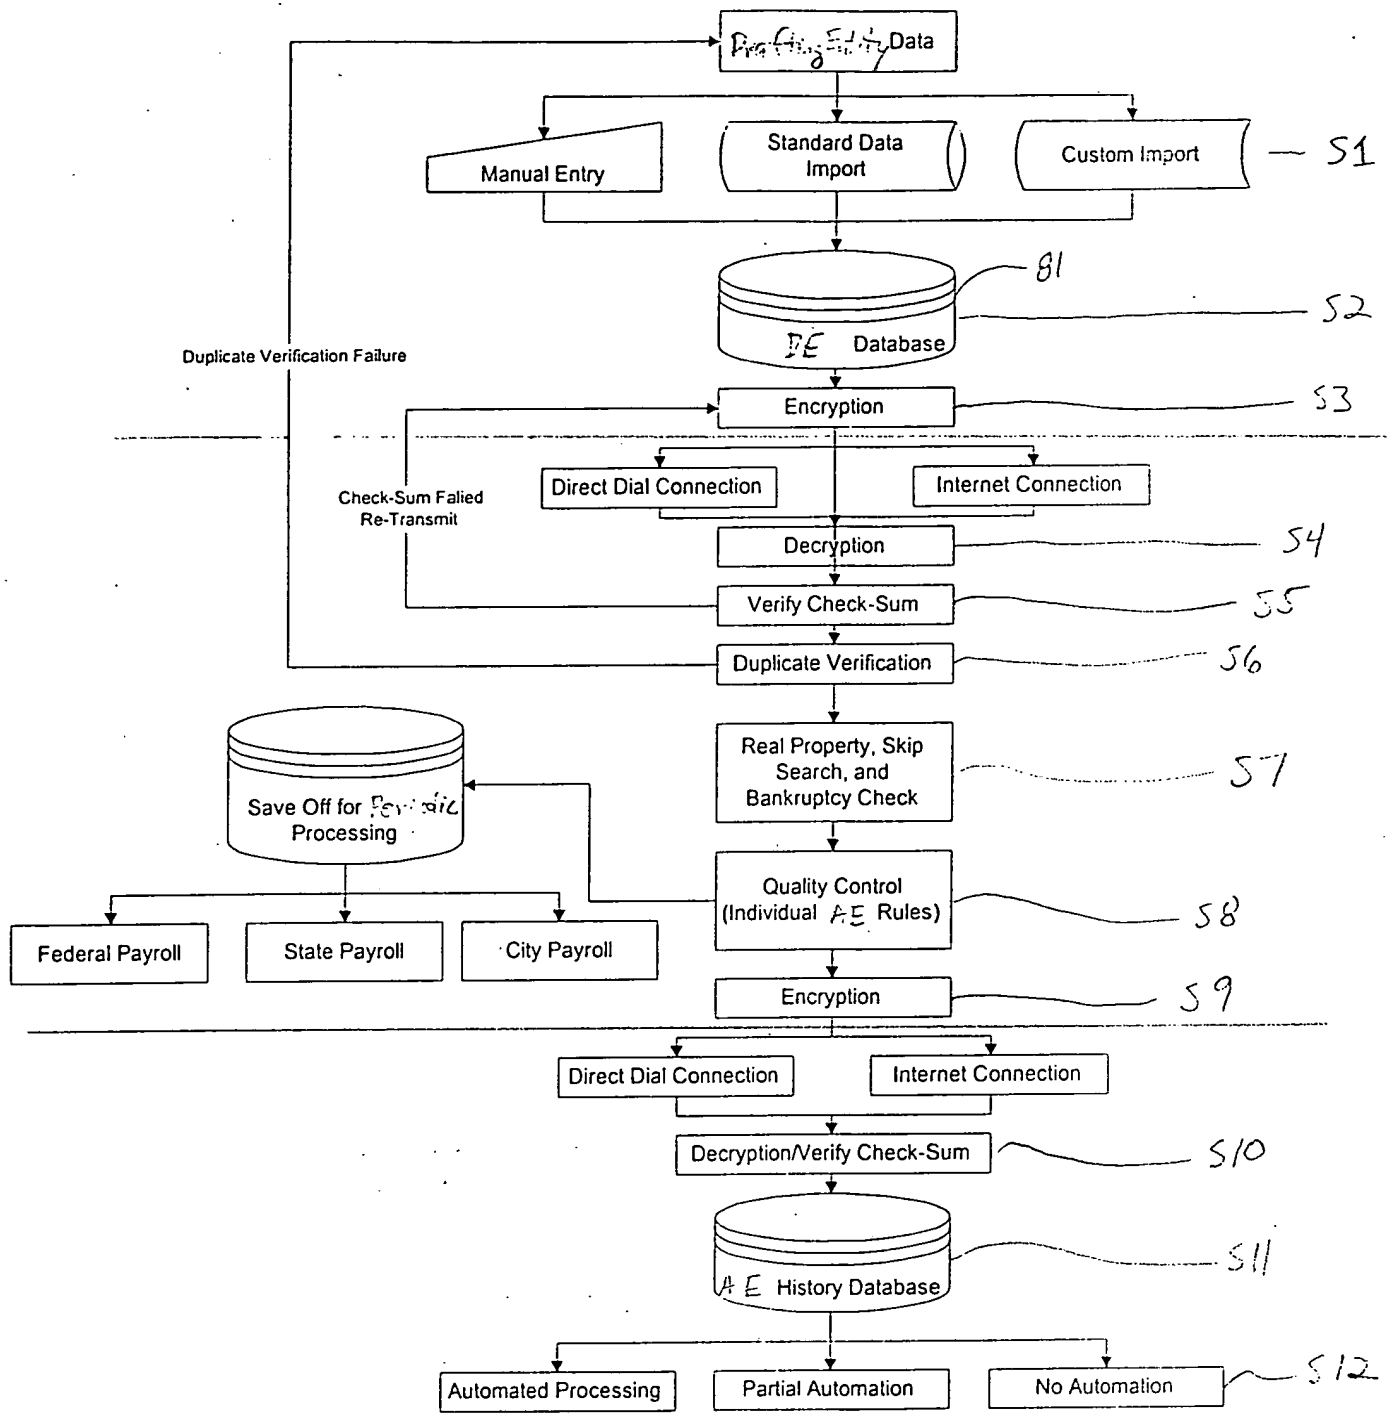 Drafting Entity Data
Manual Entry
Standard Data
Import
Custom Import
S1
81
S2
DE Database
Duplicate Verification Failure
Encryption
S3
Direct Dial Connection
Internet Connection
Check-Sum Falied
Re-Transmit
Decryption
S4
Verify Check-Sum
S5
Duplicate Verification
S6
Real Property, Skip
Search, and
Bankruptcy Check
S7
Save Off for Periodic
Processing
Quality Control
(Individual AE Rules)
S8
Federal Payroll
State Payroll
City Payroll
Encryption
S9
Direct Dial Connection
Internet Connection
Decryption/Verify Check-Sum
S10
AE History Database
S11
Automated Processing
Partial Automation
No Automation
S12